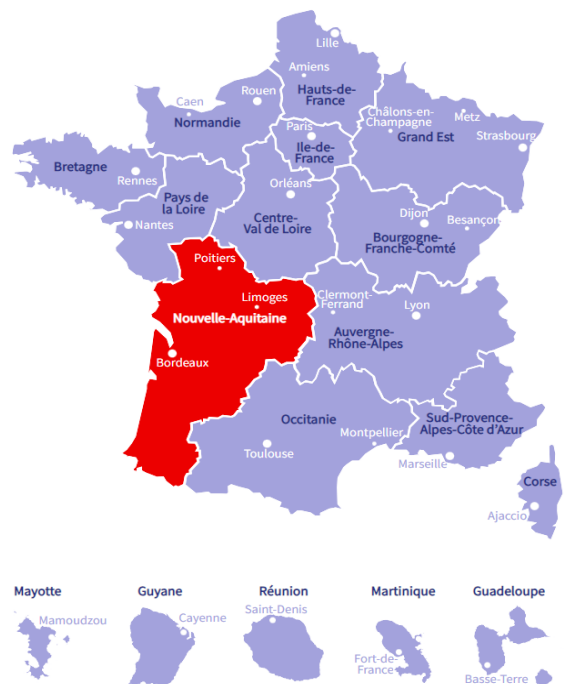 Lille
Amiens
Hauts-de-
France
Rouen
Caen
Normandie
Châlons-en-
Champagne
Metz
Grand Est
Strasbourg
Paris
Ile-de-
France
Bretagne
Rennes
Pays de
la Loire
Nantes
Orléans
Centre-
Val de Loire
Dijon
Besançon
Bourgogne-
Franche-Comté
Poitiers
Limoges
Nouvelle-Aquitaine
Bordeaux
Clermont-
Ferrand
Lyon
Auvergne-
Rhône-Alpes
Occitanie
Toulouse
Montpellier
Sud-Provence-
Alpes-Côte d'Azur
Marseille
Corse
Ajaccio
Mayotte
Mamoudzou
Guyane
Cayenne
Réunion
Saint-Denis
Martinique
Fort-de-
France
Guadeloupe
Basse-Terre